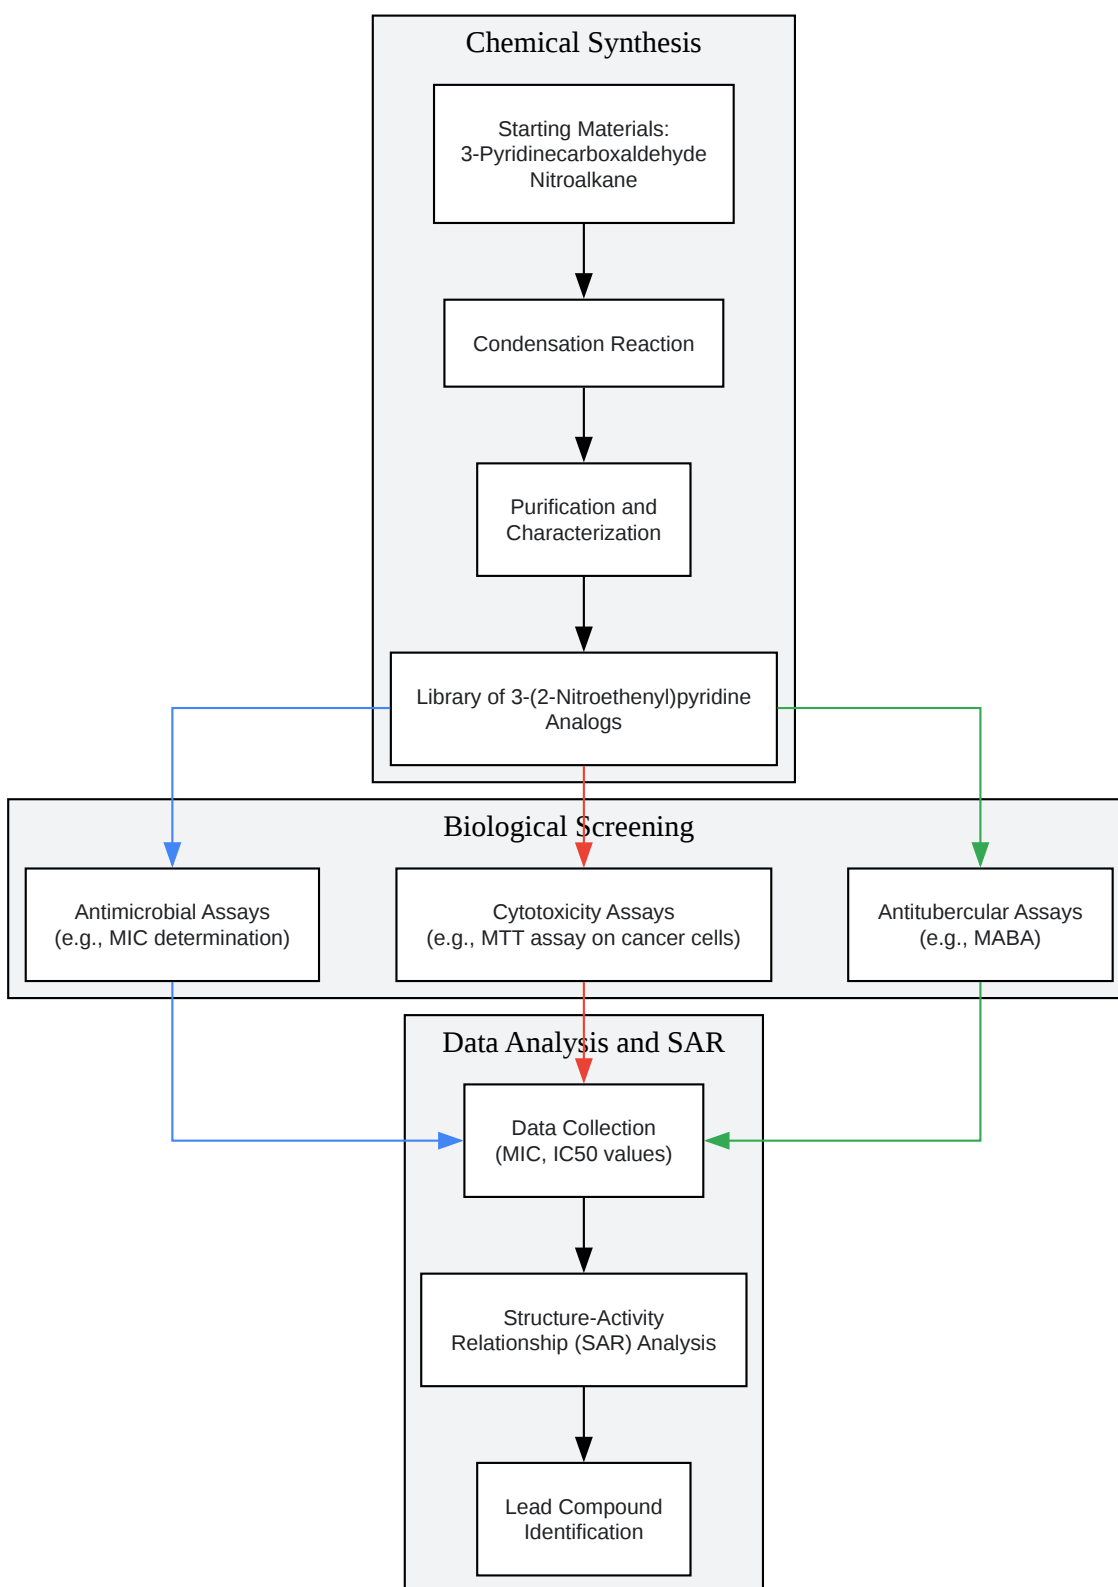 Chemical Synthesis
Starting Materials:
3-Pyridinecarboxaldehyde
Nitroalkane
Condensation Reaction
Purification and
Characterization
Library of 3-(2-Nitroethenyl)pyridine
Analogs
Biological Screening
Antimicrobial Assays
(e.g., MIC determination)
Cytotoxicity Assays
(e.g., MTT assay on cancer cells)
Antitubercular Assays
(e.g., MABA)
Data Analysis and SAR
Data Collection
(MIC, IC50 values)
Structure-Activity
Relationship (SAR) Analysis
Lead Compound
Identification